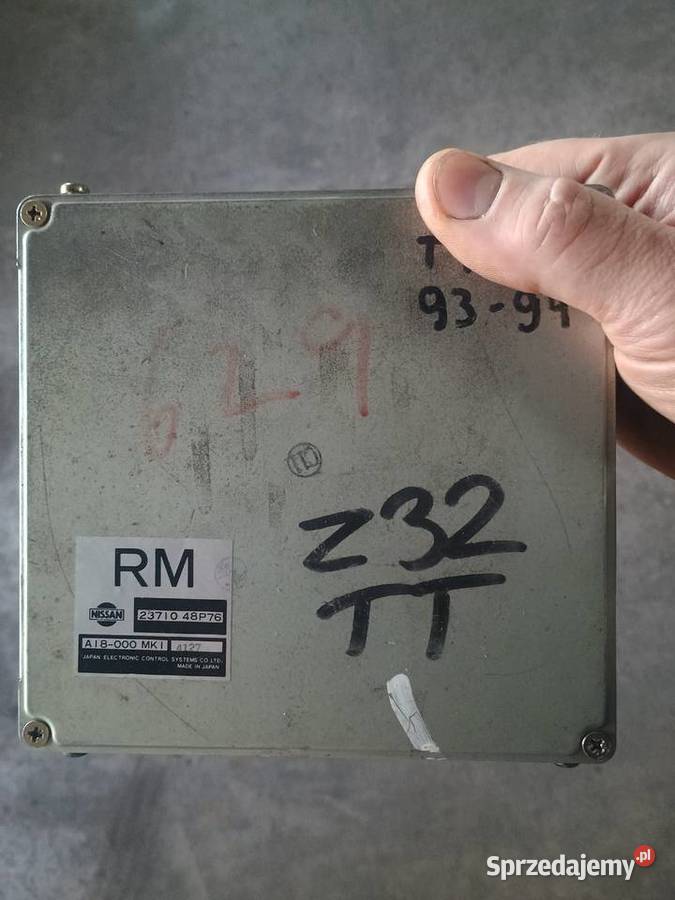 T
93-94
29
Z32
TT
RM
NISSAN
23710 48P76
A18-000 MK1 4127
JAPAN ELECTRONIC CONTROL SYSTEMS CO LTD.
MADE IN JAPAN
Sprzedajemy.pl